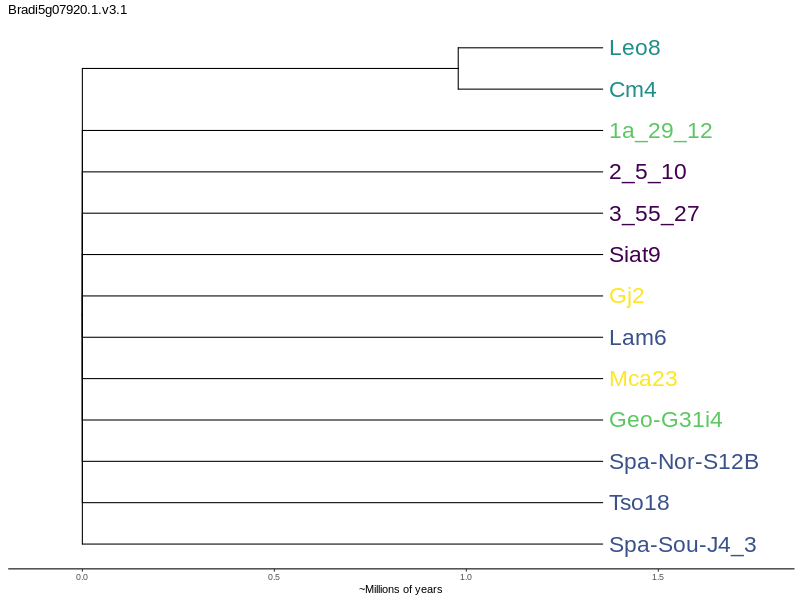 Bradi5g07920.1.v3.1
Leo8
Cm4
1a_29_12
2_5_10
3_55_27
Siat9
Gj2
Lam6
Mca23
Geo-G31i4
Spa-Nor-S12B
Tso18
Spa-Sou-J4_3
0.0 0.5 1.0 1.5
~Millions of years